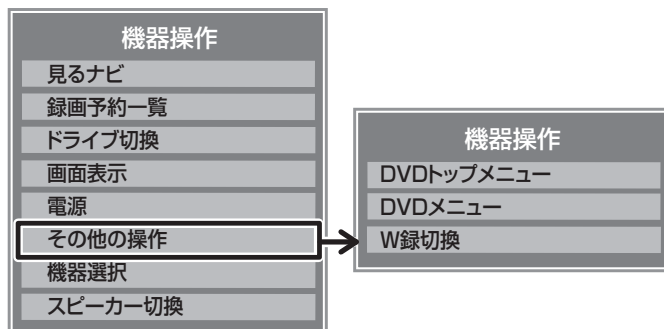 機器操作
見るナビ
録画予約一覧
ドライブ切換
画面表示
電源
その他の操作
機器選択
スピーカー切換
機器操作
DVDトップメニュー
DVDメニュー
W録切換